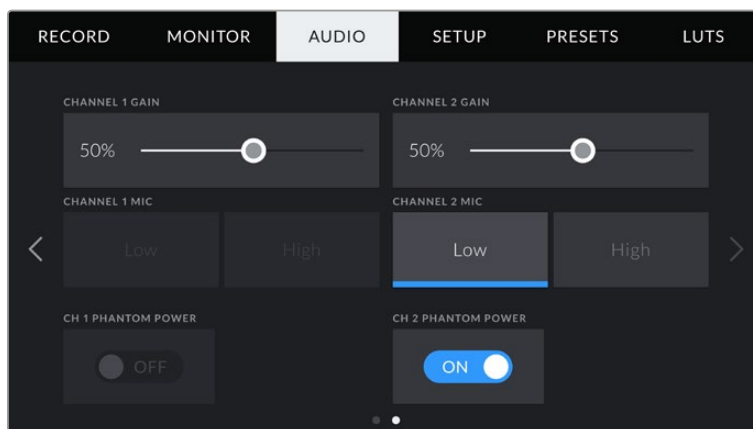 RECORD MONITOR AUDIO SETUP PRESETS LUTS
CHANNEL 1 GAIN CHANNEL 2 GAIN
50% 50%
CHANNEL 1 MIC CHANNEL 2 MIC
Low High Low High
CH 1 PHANTOM POWER CH 2 PHANTOM POWER
OFF ON